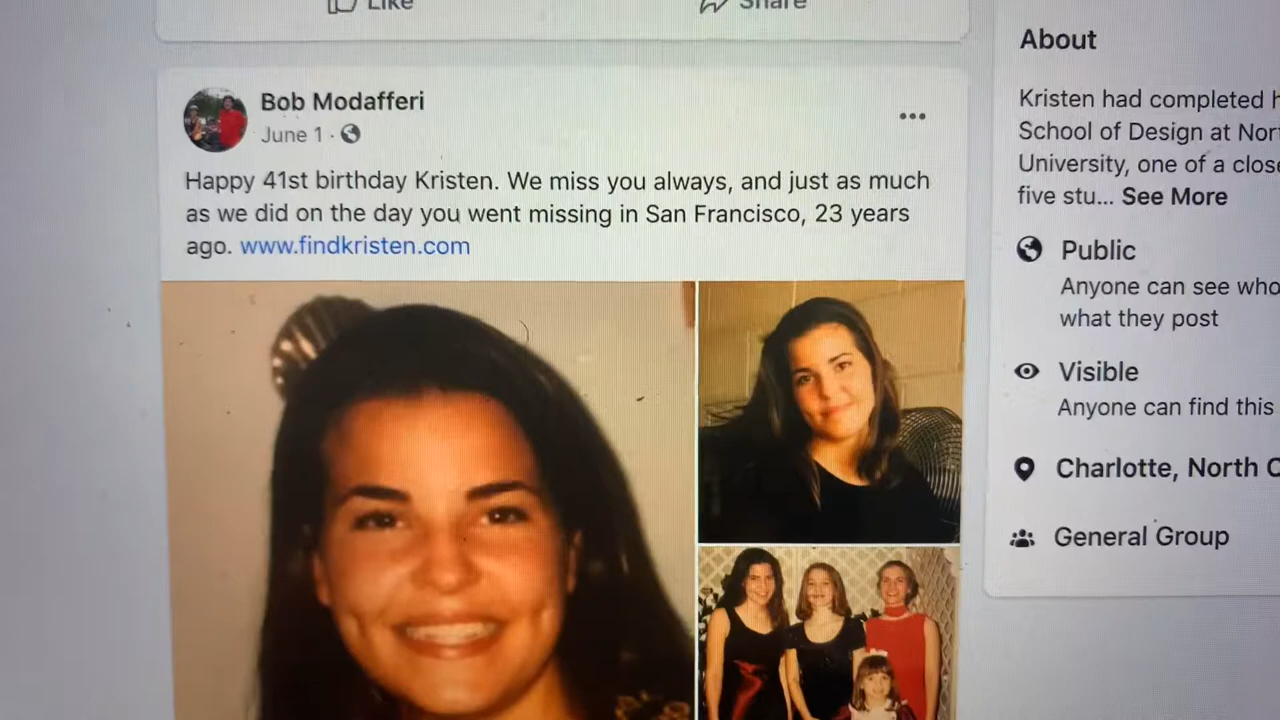 Like
Share
Bob Modafferi
June 1 ·
Happy 41st birthday Kristen. We miss you always, and just as much
as we did on the day you went missing in San Francisco, 23 years
ago. www.findkristen.com
About
Kristen had completed
School of Design at
University, one of a
five stu... See More
Public
Anyone can see who
what they post
Visible
Anyone can find this
Charlotte, North
General Group